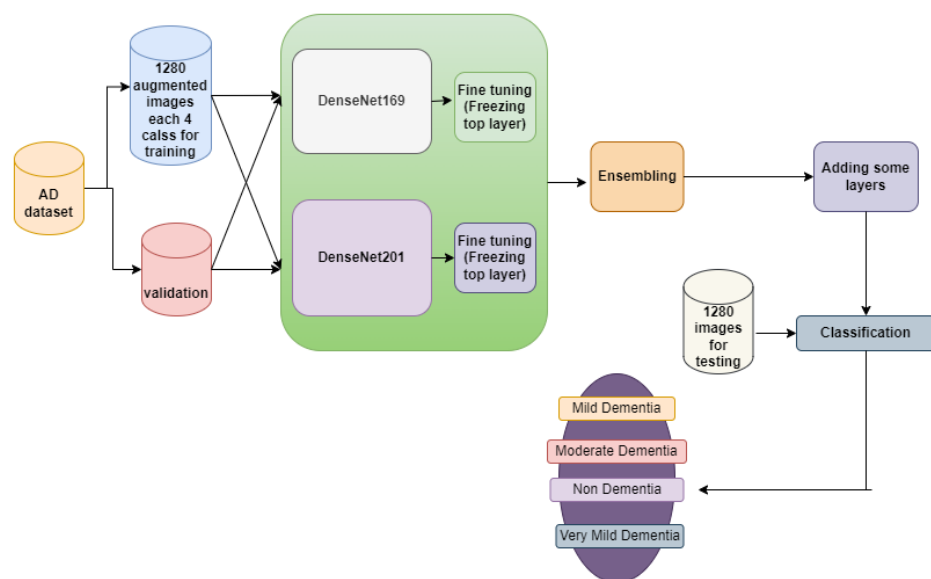 1280
augmented
images
each 4
calss for
training
AD
dataset
validation
DenseNet169
Fine tuning
(Freezing
top layer)
DenseNet201
Fine tuning
(Freezing
top layer)
Ensembling
Adding some
layers
1280
images
for
testing
Classification
Mild Dementia
Moderate Dementia
Non Dementia
Very Mild Dementia